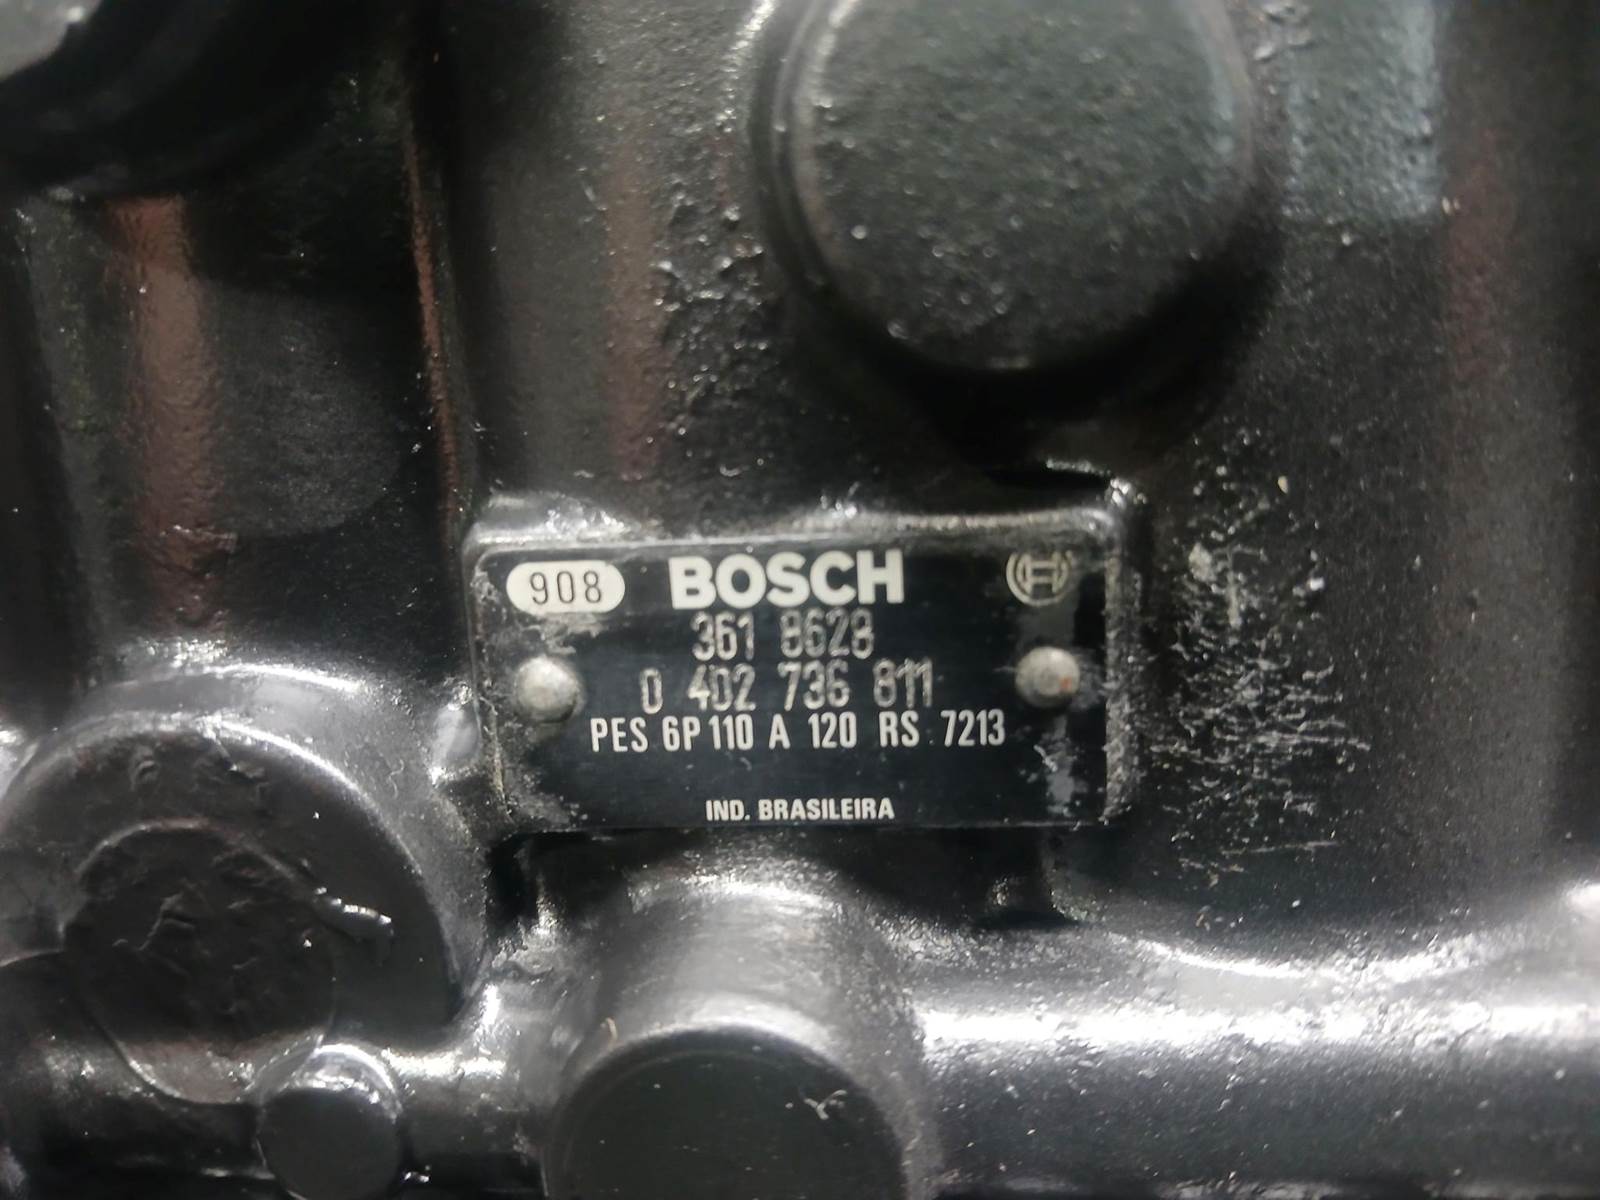 908 BOSCH
361 8628
0 402 736 811
PES 6P 110 A 120 RS 7213
IND. BRASILEIRA